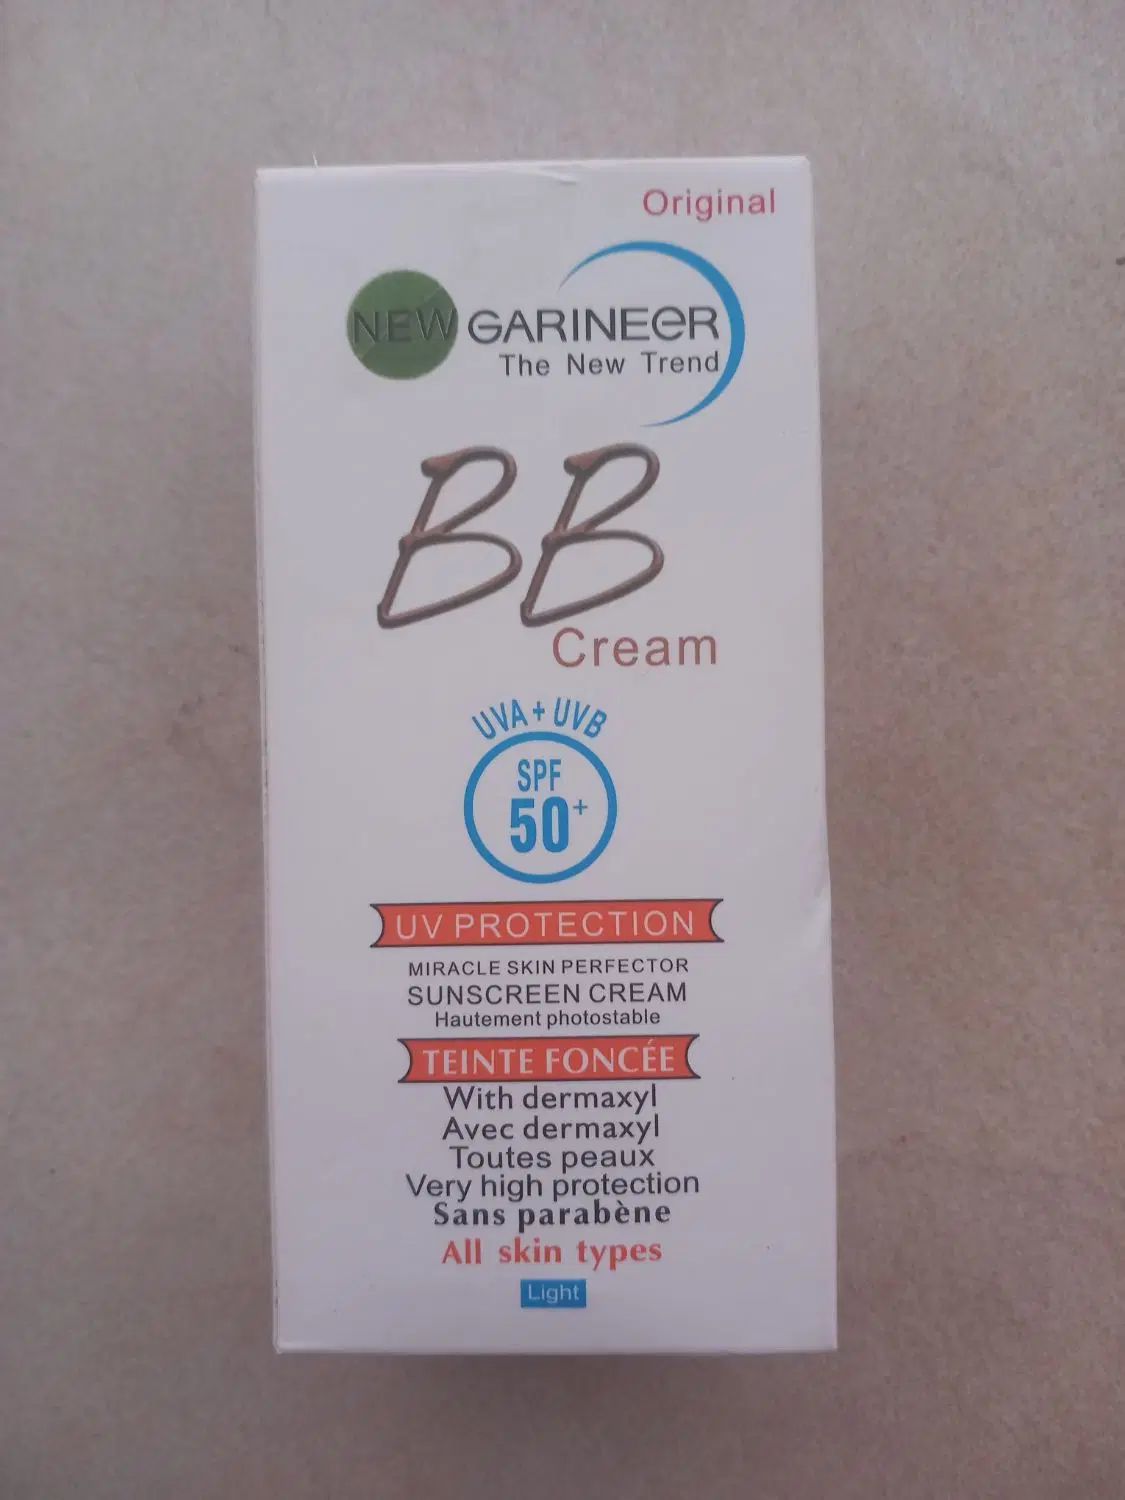 Original
NEW GARINEER
The New Trend
BB
Cream
UVA + UVB
SPF
50+
UV PROTECTION
MIRACLE SKIN PERFECTOR
SUNSCREEN CREAM
Hautement photostable
TEINTE FONCÉE
With dermaxyl
Avec dermaxyl
Toutes peaux
Very high protection
Sans parabène
All skin types
Light